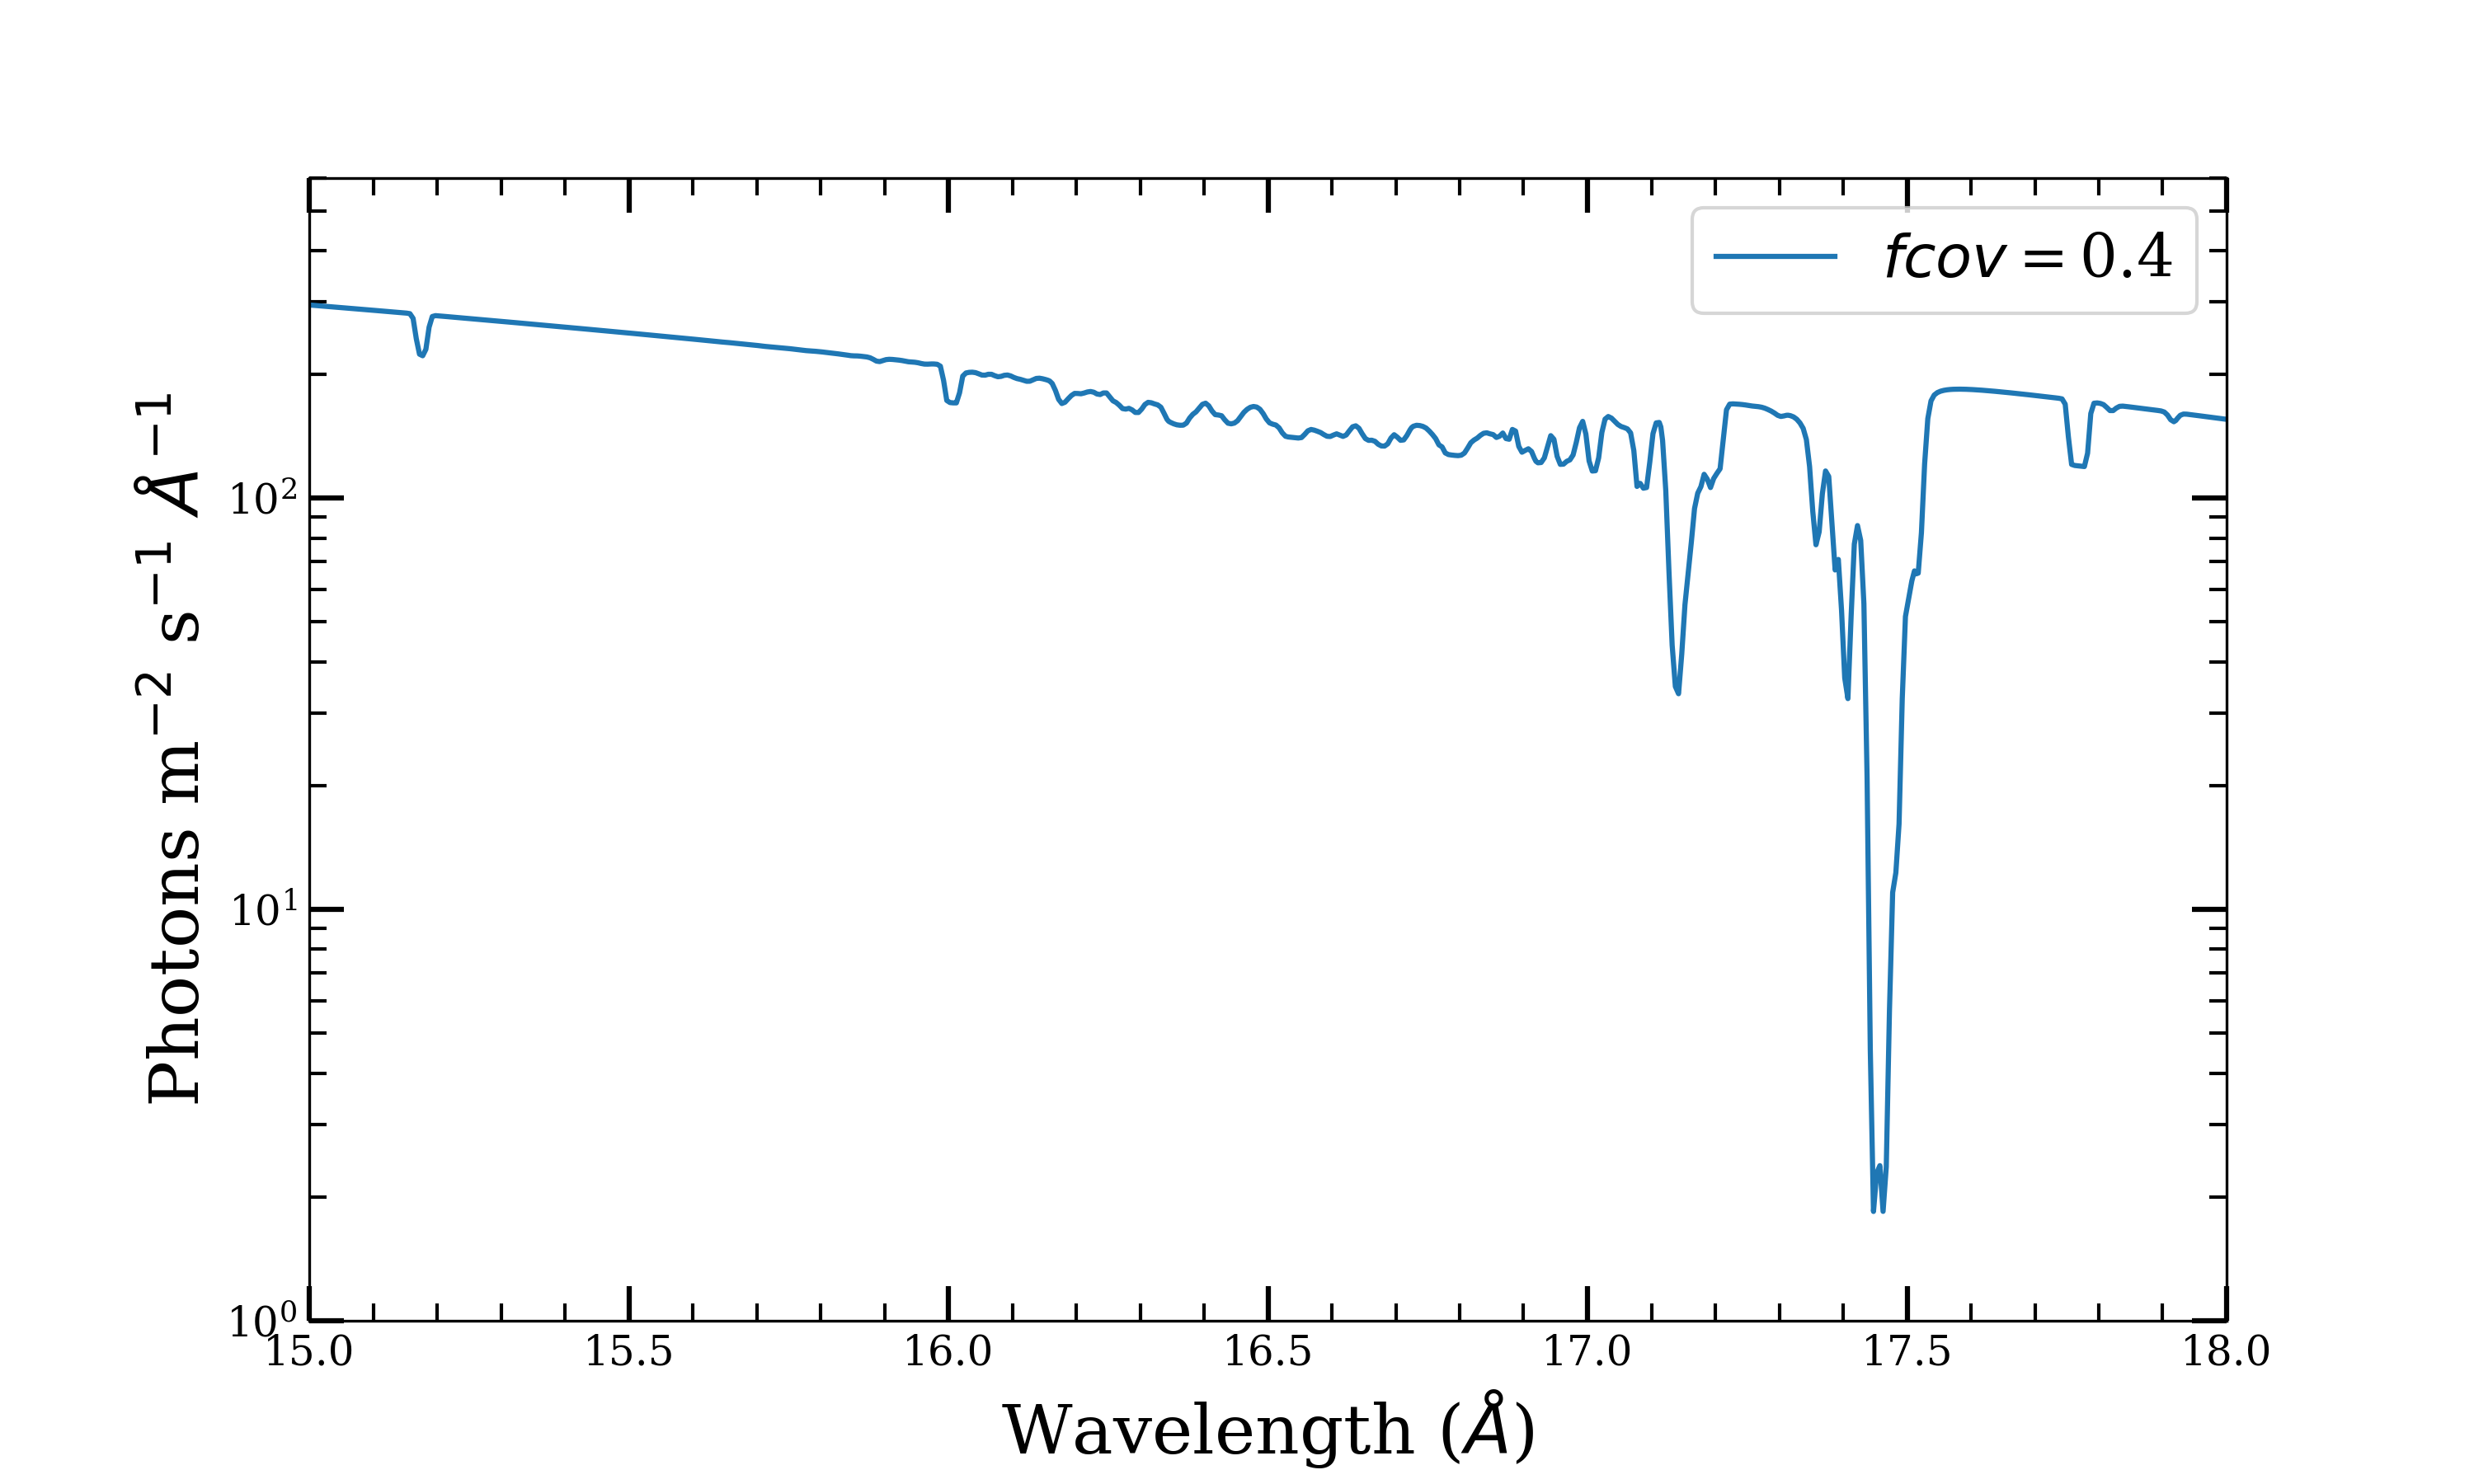 fcov = 0.4
Photons m⁻² s⁻¹ Å⁻¹
10²
10¹
10⁰
15.0 15.5 16.0 16.5 17.0 17.5 18.0
Wavelength (Å)